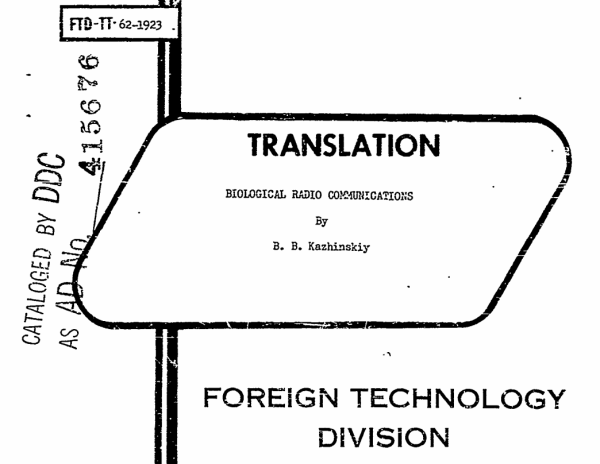 FTD-TT-62-1923
CATALOGED BY DDC
AS AD No.
415676
TRANSLATION
BIOLOGICAL RADIO COMMUNICATIONS
By
B. B. Kazhinskiy
FOREIGN TECHNOLOGY
DIVISION